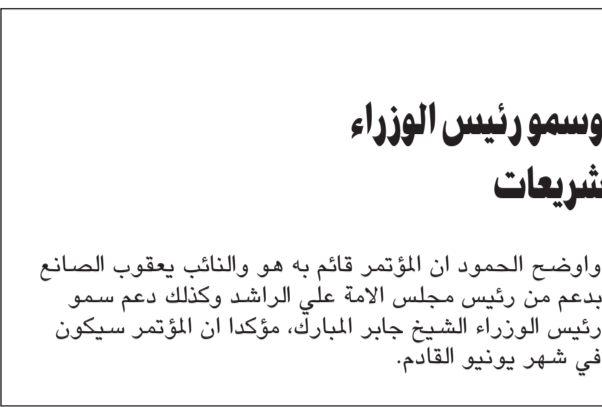 وسمو رئيس الوزراء
شريعات
واوضح الحمود ان المؤتمر قائم به هو والنائب يعقوب الصانع
بدعم من رئيس مجلس الامة علي الراشد وكذلك دعم سمو
رئيس الوزراء الشيخ جابر المبارك، مؤكدا ان المؤتمر سيكون
في شهر يونيو القادم.